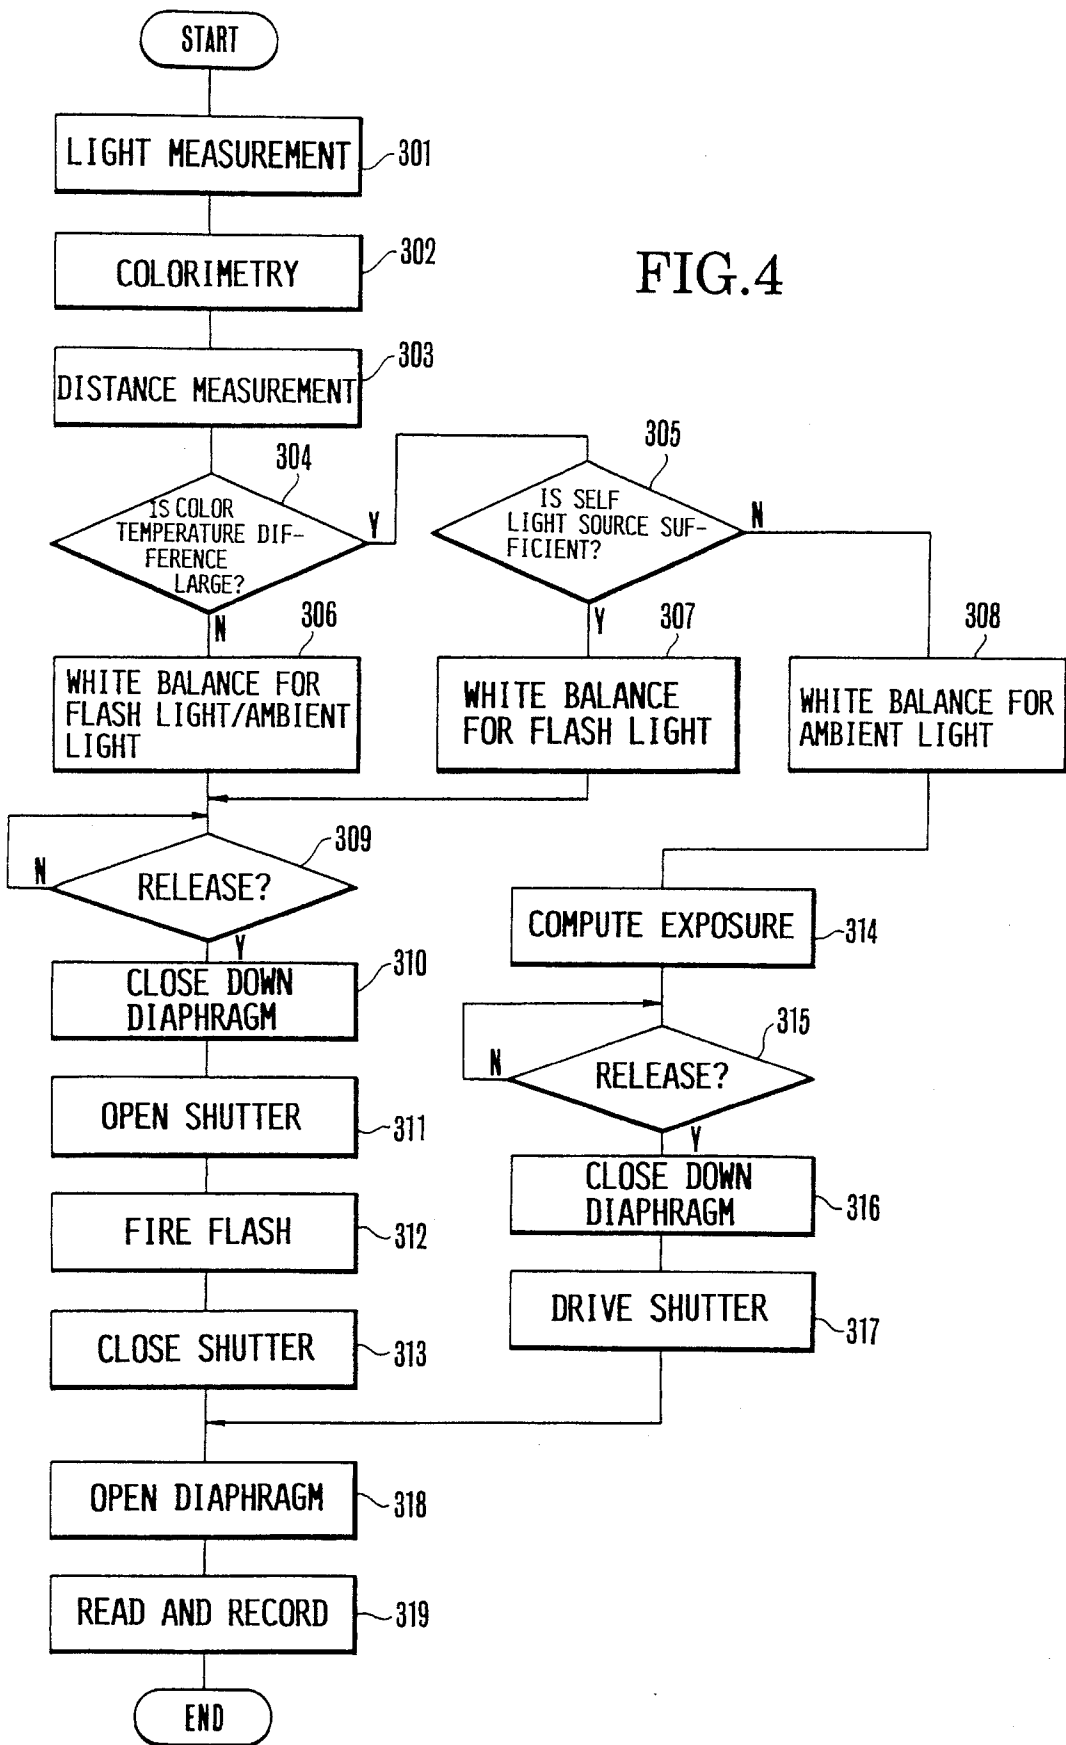 START
LIGHT MEASUREMENT
301
COLORIMETRY
302
FIG.4
DISTANCE MEASUREMENT
303
IS COLOR
TEMPERATURE DIF-
FERENCE
LARGE?
304
Y
N
IS SELF
LIGHT SOURCE SUF-
FICIENT?
305
N
Y
WHITE BALANCE FOR
FLASH LIGHT/AMBIENT
LIGHT
306
WHITE BALANCE
FOR FLASH LIGHT
307
WHITE BALANCE FOR
AMBIENT LIGHT
308
RELEASE?
309
N
Y
CLOSE DOWN
DIAPHRAGM
310
OPEN SHUTTER
311
FIRE FLASH
312
CLOSE SHUTTER
313
COMPUTE EXPOSURE
314
RELEASE?
315
N
Y
CLOSE DOWN
DIAPHRAGM
316
DRIVE SHUTTER
317
OPEN DIAPHRAGM
318
READ AND RECORD
319
END